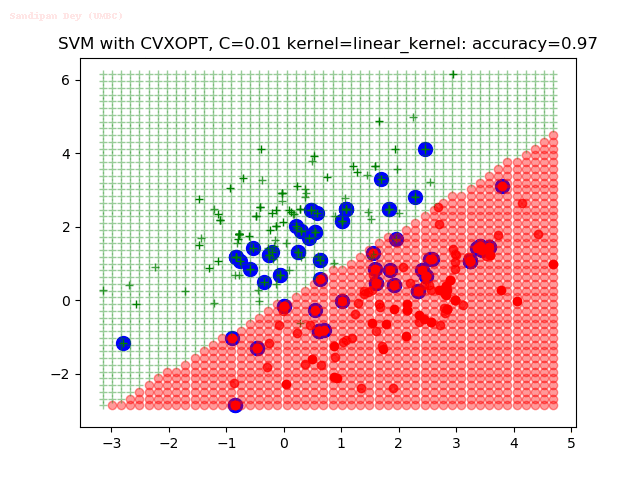 Sandipan Dey (UMBC)
SVM with CVXOPT, C=0.01 kernel=linear_kernel: accuracy=0.97
6
4
2
0
−2
−3 −2 −1 0 1 2 3 4 5